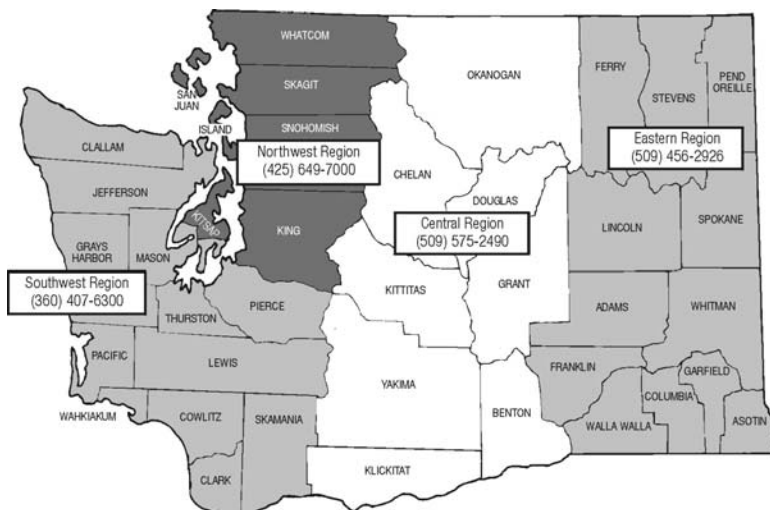 WHATCOM
OKANOGAN
FERRY
PEND
OREILLE
STEVENS
SAN
JUAN
SKAGIT
ISLAND
SNOHOMISH
CLALLAM
Northwest Region
(425) 649-7000
Eastern Region
(509) 456-2926
CHELAN
JEFFERSON
DOUGLAS
KITSAP
KING
Central Region
(509) 575-2490
LINCOLN
SPOKANE
GRAYS
HARBOR
MASON
Southwest Region
(360) 407-6300
KITTITAS
GRANT
PIERCE
THURSTON
ADAMS
WHITMAN
PACIFIC
LEWIS
YAKIMA
FRANKLIN
GARFIELD
COLUMBIA
WAHKIAKUM
COWLITZ
SKAMANIA
BENTON
WALLA WALLA
ASOTIN
CLARK
KLICKITAT